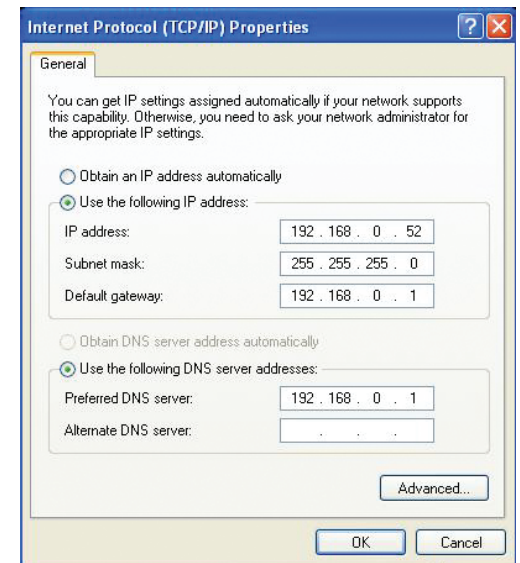 Internet Protocol (TCP/IP) Properties
General
You can get IP settings assigned automatically if your network supports
this capability. Otherwise, you need to ask your network administrator for
the appropriate IP settings.
Obtain an IP address automatically
Use the following IP address:
IP address: 192 . 168 . 0 . 52
Subnet mask: 255 . 255 . 255 . 0
Default gateway: 192 . 168 . 0 . 1
Obtain DNS server address automatically
Use the following DNS server addresses:
Preferred DNS server: 192 . 168 . 0 . 1
Alternate DNS server: . . .
Advanced...
OK Cancel